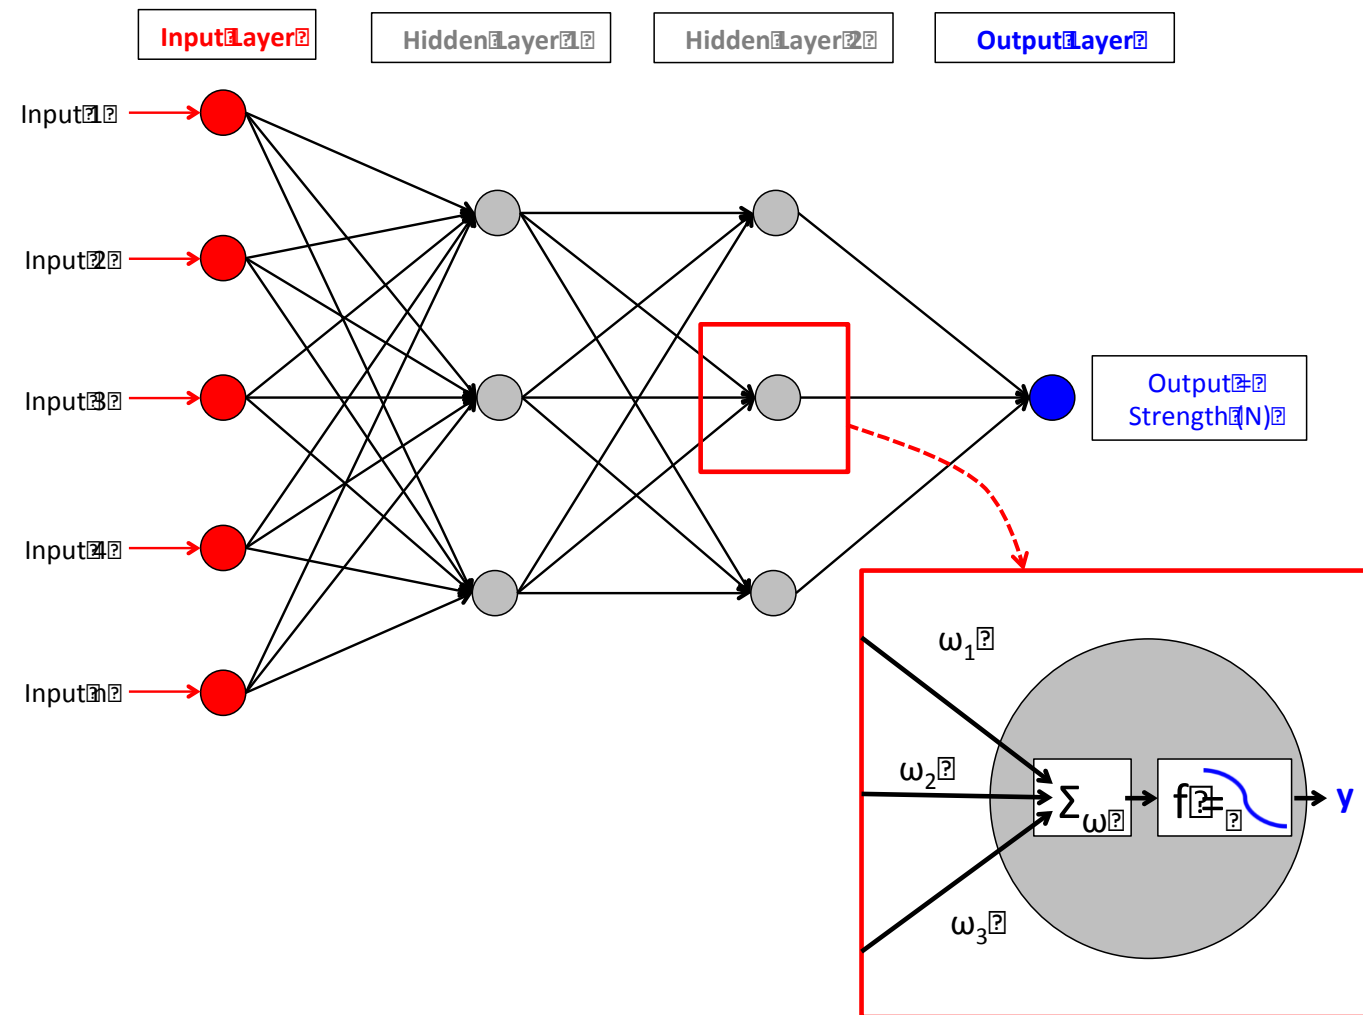 Input Layer
Hidden Layer 1
Hidden Layer 2
Output Layer
Input 1
Input 2
Input 3
Input 4
Input n
Output =
Strength (N)
ω1
ω2
ω3
Σω
f =
y